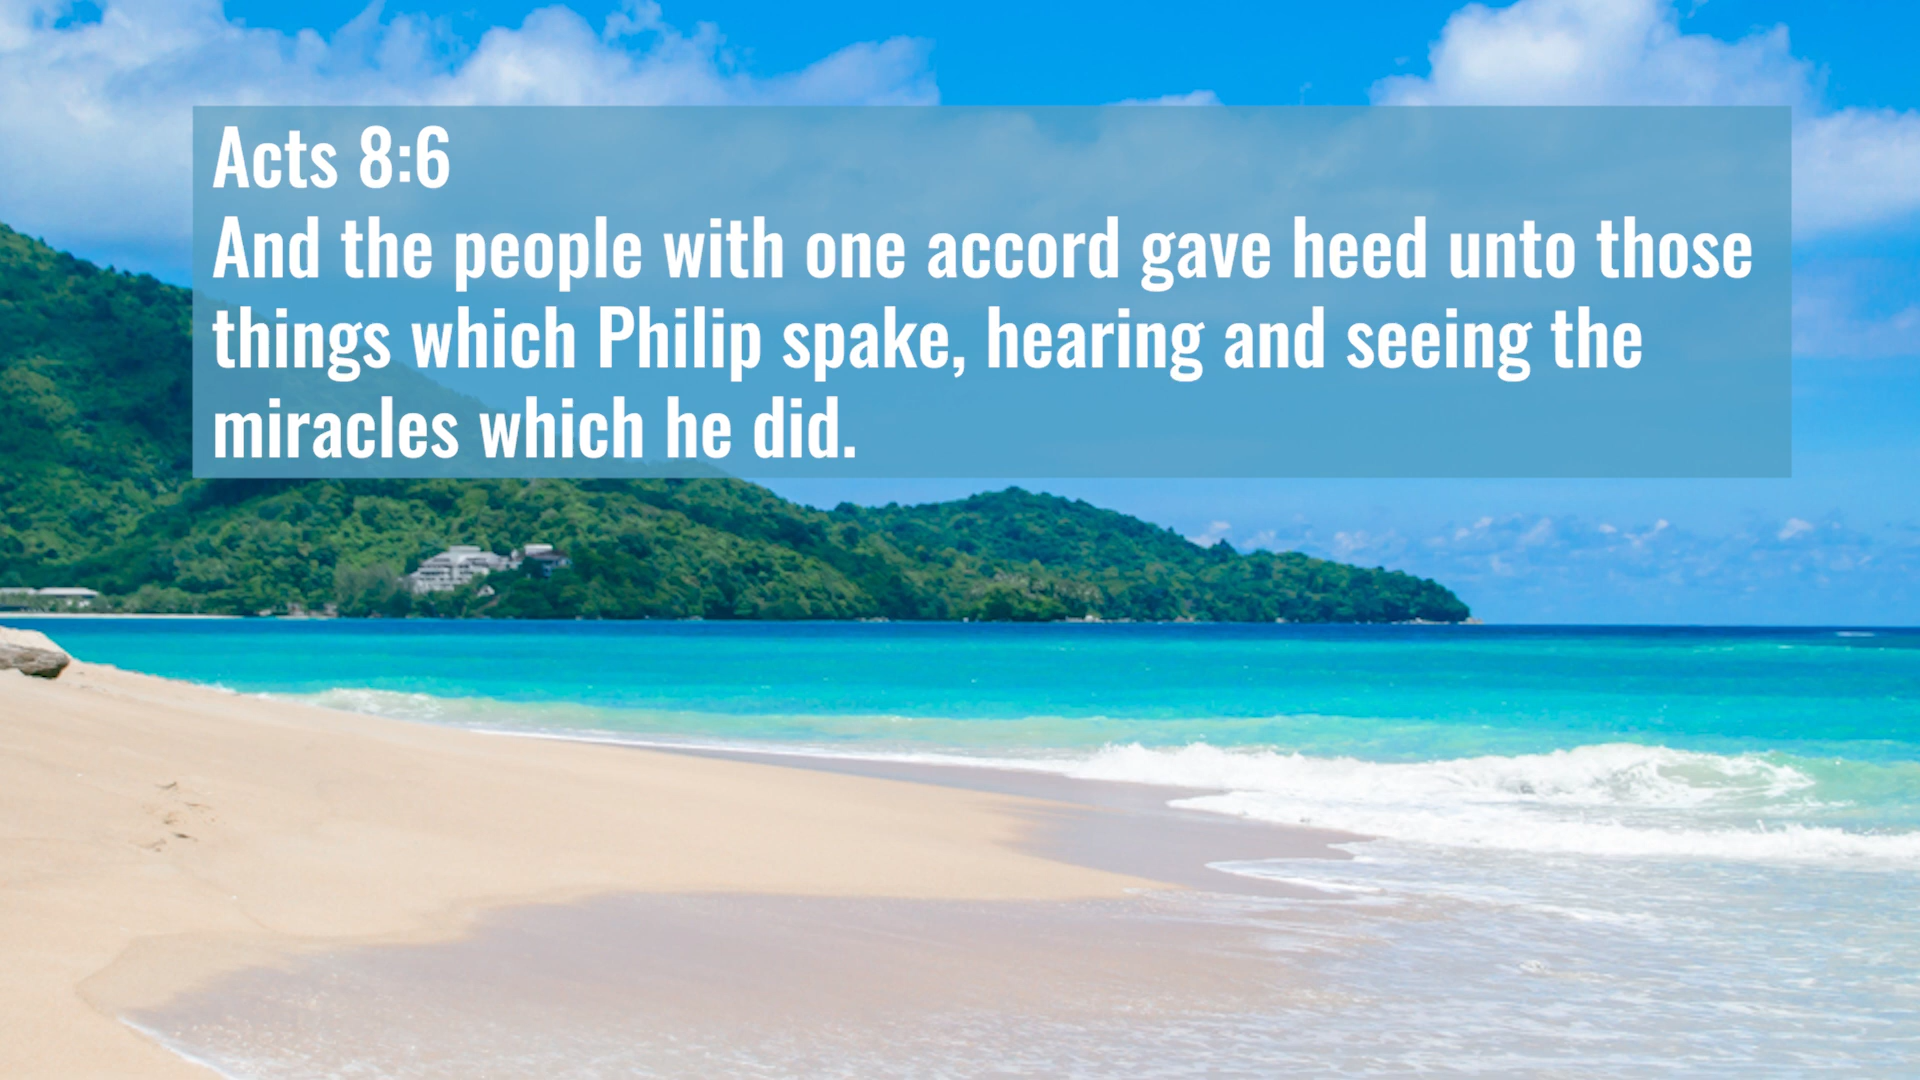 Acts 8:6
And the people with one accord gave heed unto those
things which Philip spake, hearing and seeing the
miracles which he did.